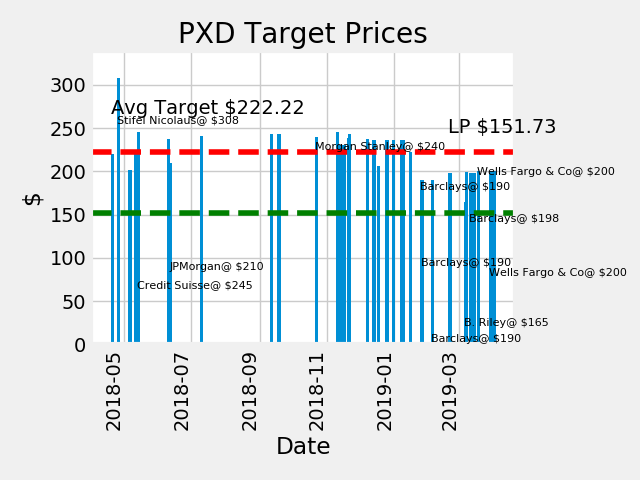 PXD Target Prices
300
250
200
150
100
50
0
$
Avg Target $222.22
Stifel Nicolaus@ $308
LP $151.73
Morgan Stanley@ $240
Wells Fargo & Co@ $200
Barclays@ $190
Barclays@ $198
JPMorgan@ $210
Barclays@ $190
Wells Fargo & Co@ $200
Credit Suisse@ $245
B. Riley@ $165
Barclays@ $190
2018-05
2018-07
2018-09
2018-11
2019-01
2019-03
Date